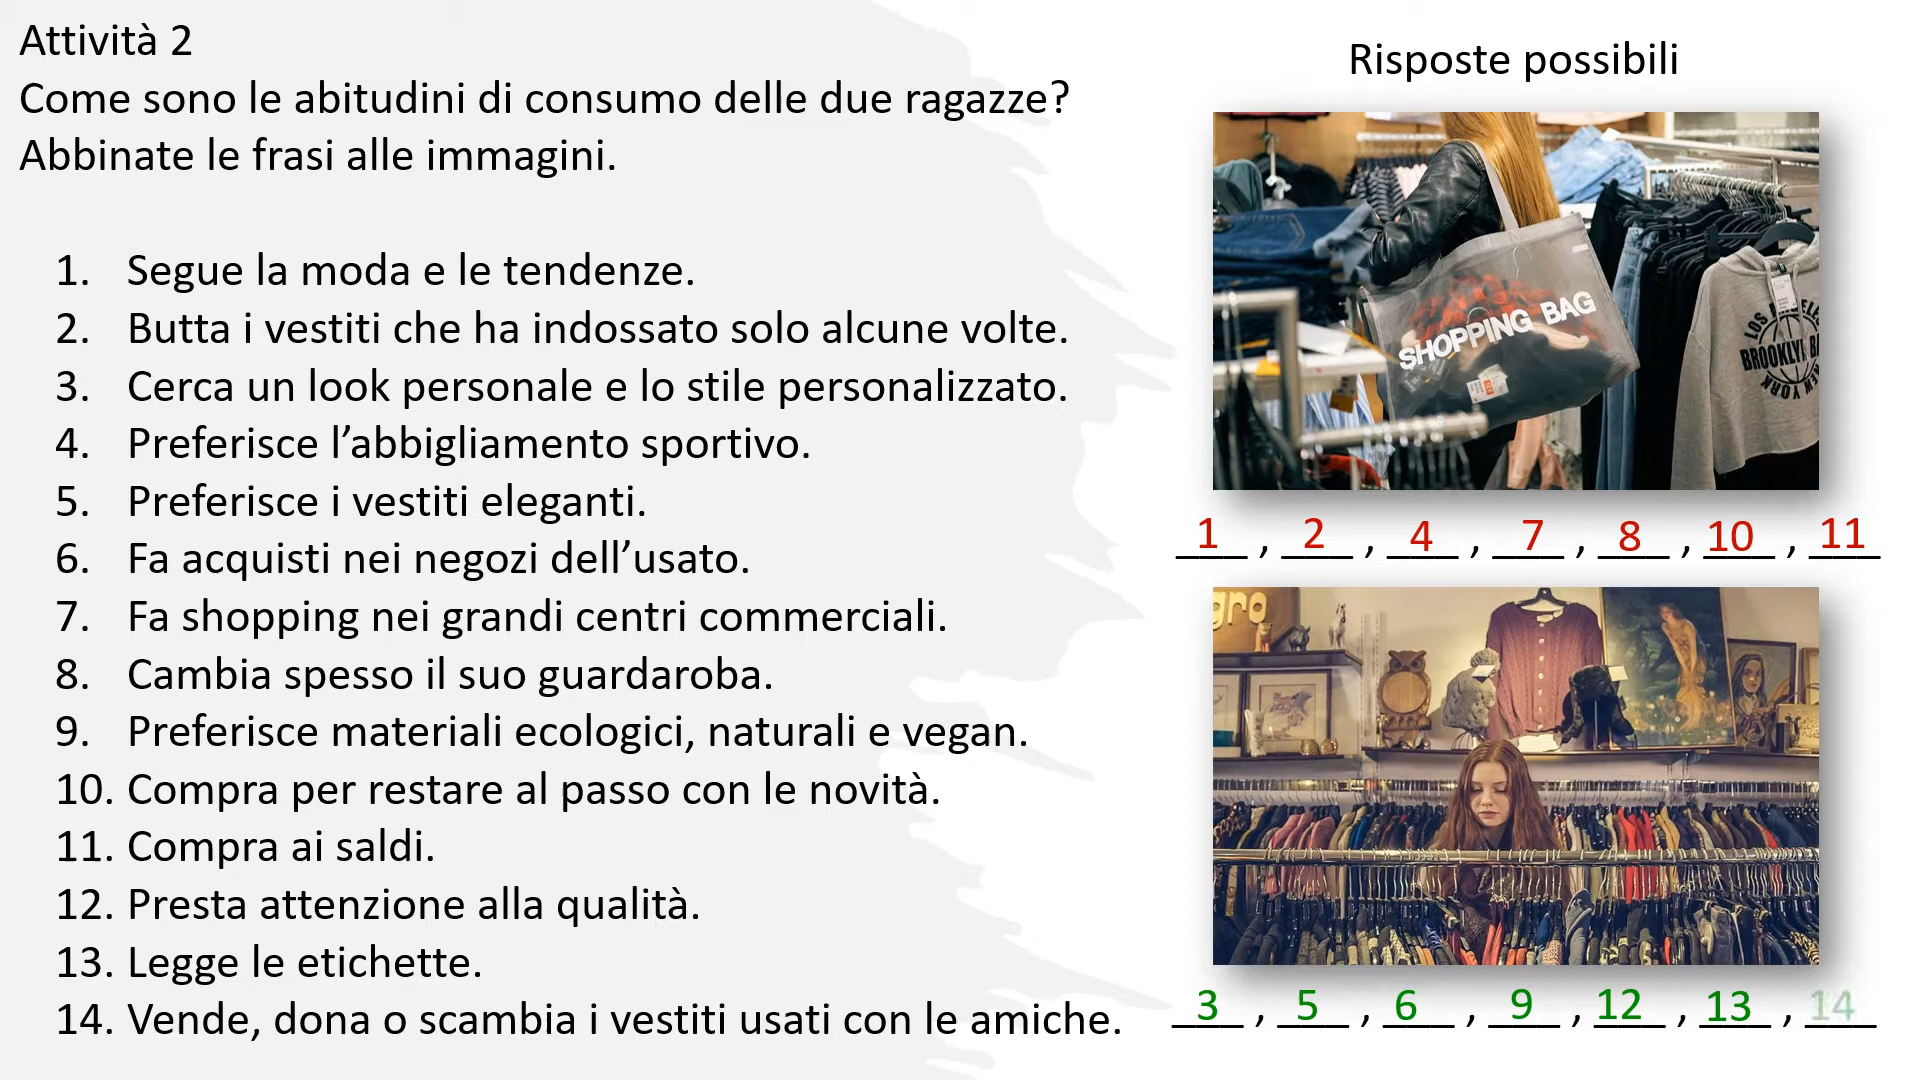 Attività 2
Come sono le abitudini di consumo delle due ragazze?
Abbinate le frasi alle immagini.
1. Segue la moda e le tendenze.
2. Butta i vestiti che ha indossato solo alcune volte.
3. Cerca un look personale e lo stile personalizzato.
4. Preferisce l’abbigliamento sportivo.
5. Preferisce i vestiti eleganti.
6. Fa acquisti nei negozi dell’usato.
7. Fa shopping nei grandi centri commerciali.
8. Cambia spesso il suo guardaroba.
9. Preferisce materiali ecologici, naturali e vegan.
10. Compra per restare al passo con le novità.
11. Compra ai saldi.
12. Presta attenzione alla qualità.
13. Legge le etichette.
14. Vende, dona o scambia i vestiti usati con le amiche.
Risposte possibili
SHOPPING BAG
LOS
BROOKLYN
NEW YORK
1 , 2 , 4 , 7 , 8 , 10 , 11
gro
3 , 5 , 6 , 9 , 12 , 13 , 14